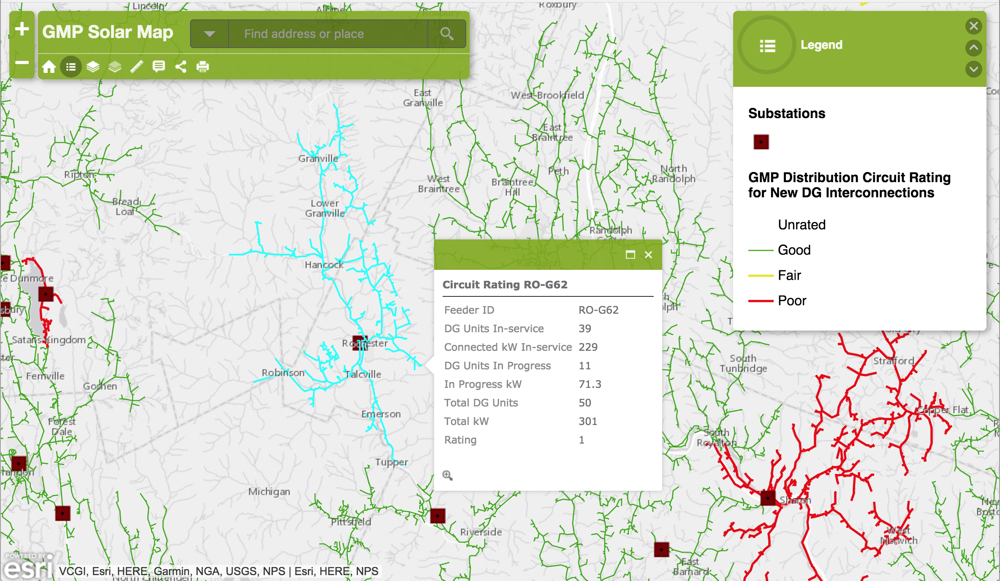 Lincoln
Roxbury
GMP Solar Map
Find address or place
Legend
East
Granville
West Brookfield
Substations
East
Braintree
Granville
GMP Distribution Circuit Rating
for New DG Interconnections
Ripton
West
Braintree
Braintree
Hill
Peth
North
Randolph
Bread
Loaf
Lower
Granville
Unrated
Good
Fair
Poor
Randolph
Center
Randolph
Hancock
Dunmore
Circuit Rating RO-G62
Feeder ID RO-G62
DG Units In-service 39
Connected kW In-service 229
DG Units In Progress 11
In Progress kW 71.3
Total DG Units 50
Total kW 301
Rating 1
Satans Kingdom
Rochester
Fernville
Robinson
Talcville
Goshen
South
Tunbridge
Strafford
Emerson
Copper Flat
Forest
Dale
South
Royalton
Tupper
Michigan
Sharon
Pittsfield
Riverside
West
Norwich
East
Barnard
POWERED BY
esri
VCGI, Esri, HERE, Garmin, NGA, USGS, NPS | Esri, HERE, NPS
North Chittenden